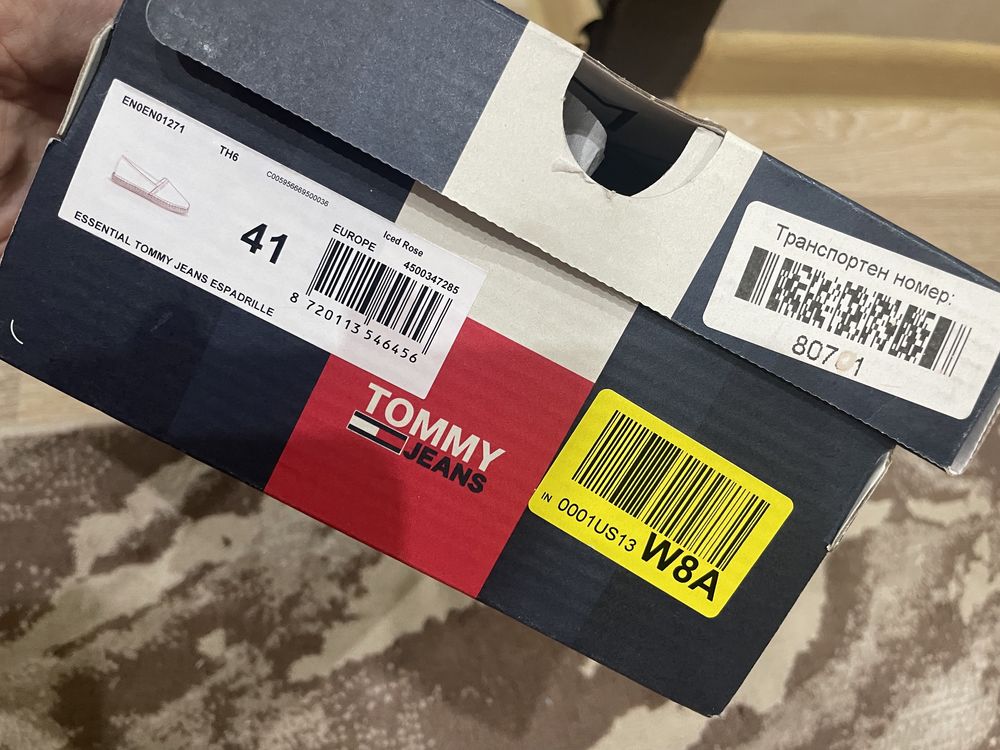 EN0EN01271
TH6
C005956669500036
41
EUROPE
Iced Rose
4500347285
8 720113 546456
ESSENTIAL TOMMY JEANS ESPADRILLE
TOMMY
JEANS
Транспортен номер:
IN 0001US13 W8A